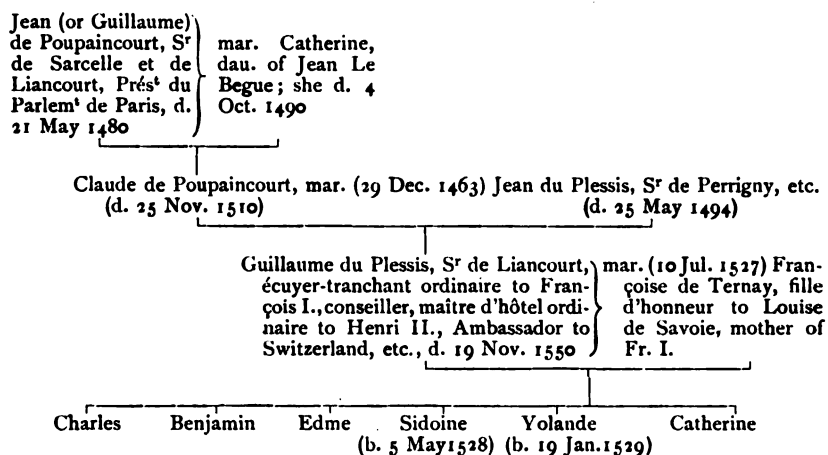 Jean (or Guillaume)
de Poupaincourt, Sʳ
de Sarcelle et de
Liancourt, Présᵗ du
Parlemᵗ de Paris, d.
21 May 1480
mar. Catherine,
dau. of Jean Le
Begue; she d. 4
Oct. 1490
Claude de Poupaincourt, mar. (29 Dec. 1463) Jean du Plessis, Sʳ de Perrigny, etc.
(d. 25 Nov. 1510) (d. 25 May 1494)
Guillaume du Plessis, Sʳ de Liancourt,
écuyer-tranchant ordinaire to Fran-
çois I., conseiller, maître d'hôtel ordi-
naire to Henri II., Ambassador to
Switzerland, etc., d. 19 Nov. 1550
mar. (10 Jul. 1527) Fran-
çoise de Ternay, fille
d'honneur to Louise
de Savoie, mother of
Fr. I.
Charles Benjamin Edme Sidoine Yolande Catherine
(b. 5 May 1528) (b. 19 Jan. 1529)